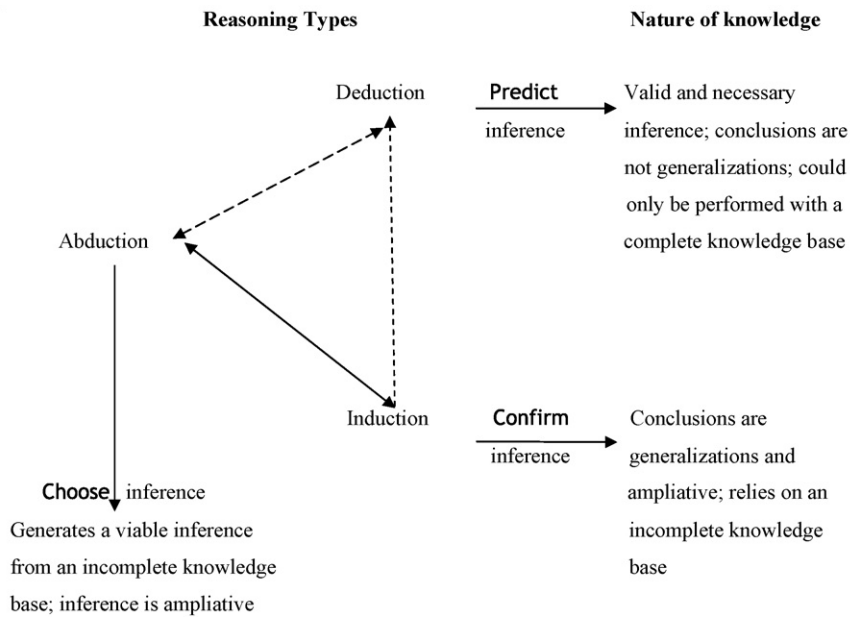 Reasoning Types
Nature of knowledge
Deduction
Predict
inference
Valid and necessary
inference; conclusions are
not generalizations; could
only be performed with a
complete knowledge base
Abduction
Induction
Confirm
inference
Conclusions are
generalizations and
ampliative; relies on an
incomplete knowledge
base
Choose inference
Generates a viable inference
from an incomplete knowledge
base; inference is ampliative